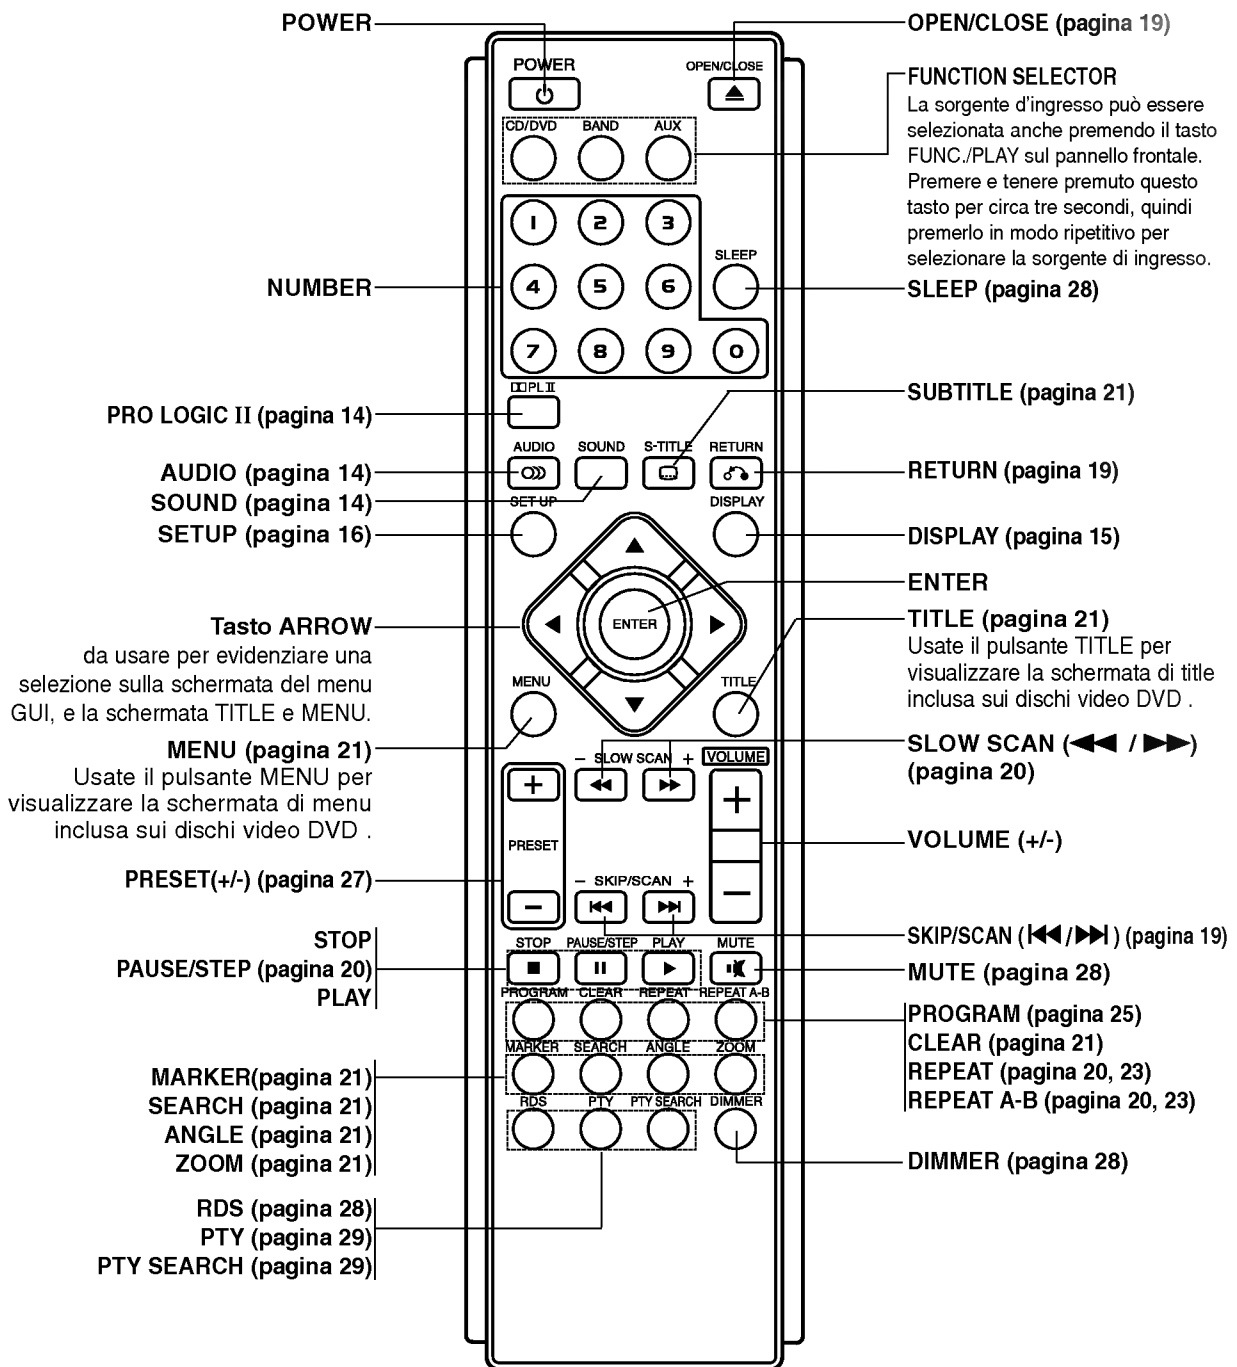 POWER
OPEN/CLOSE (pagina 19)
FUNCTION SELECTOR
La sorgente d'ingresso può essere
selezionata anche premendo il tasto
FUNC./PLAY sul pannello frontale.
Premere e tenere premuto questo
tasto per circa tre secondi, quindi
premerlo in modo ripetitivo per
selezionare la sorgente di ingresso.
SLEEP (pagina 28)
SUBTITLE (pagina 21)
RETURN (pagina 19)
DISPLAY (pagina 15)
ENTER
TITLE (pagina 21)
Usate il pulsante TITLE per
visualizzare la schermata di title
inclusa sui dischi video DVD .
SLOW SCAN (◀◀ / ▶▶)
(pagina 20)
VOLUME (+/-)
SKIP/SCAN (⏮/⏭) (pagina 19)
MUTE (pagina 28)
PROGRAM (pagina 25)
CLEAR (pagina 21)
REPEAT (pagina 20, 23)
REPEAT A-B (pagina 20, 23)
DIMMER (pagina 28)
NUMBER
PRO LOGIC II (pagina 14)
AUDIO (pagina 14)
SOUND (pagina 14)
SETUP (pagina 16)
Tasto ARROW
da usare per evidenziare una
selezione sulla schermata del menu
GUI, e la schermata TITLE e MENU.
MENU (pagina 21)
Usate il pulsante MENU per
visualizzare la schermata di menu
inclusa sui dischi video DVD .
PRESET(+/-) (pagina 27)
STOP
PAUSE/STEP (pagina 20)
PLAY
MARKER(pagina 21)
SEARCH (pagina 21)
ANGLE (pagina 21)
ZOOM (pagina 21)
RDS (pagina 28)
PTY (pagina 29)
PTY SEARCH (pagina 29)
POWER OPEN/CLOSE
CD/DVD BAND AUX
1 2 3
SLEEP
4 5 6
7 8 9 0
PL II
AUDIO SOUND S-TITLE RETURN
SET UP DISPLAY
ENTER
MENU TITLE
- SLOW SCAN + VOLUME
+ +
PRESET
- SKIP/SCAN +
- -
STOP PAUSE/STEP PLAY MUTE
PROGRAM CLEAR REPEAT REPEAT A-B
MARKER SEARCH ANGLE ZOOM
RDS PTY PTY SEARCH DIMMER